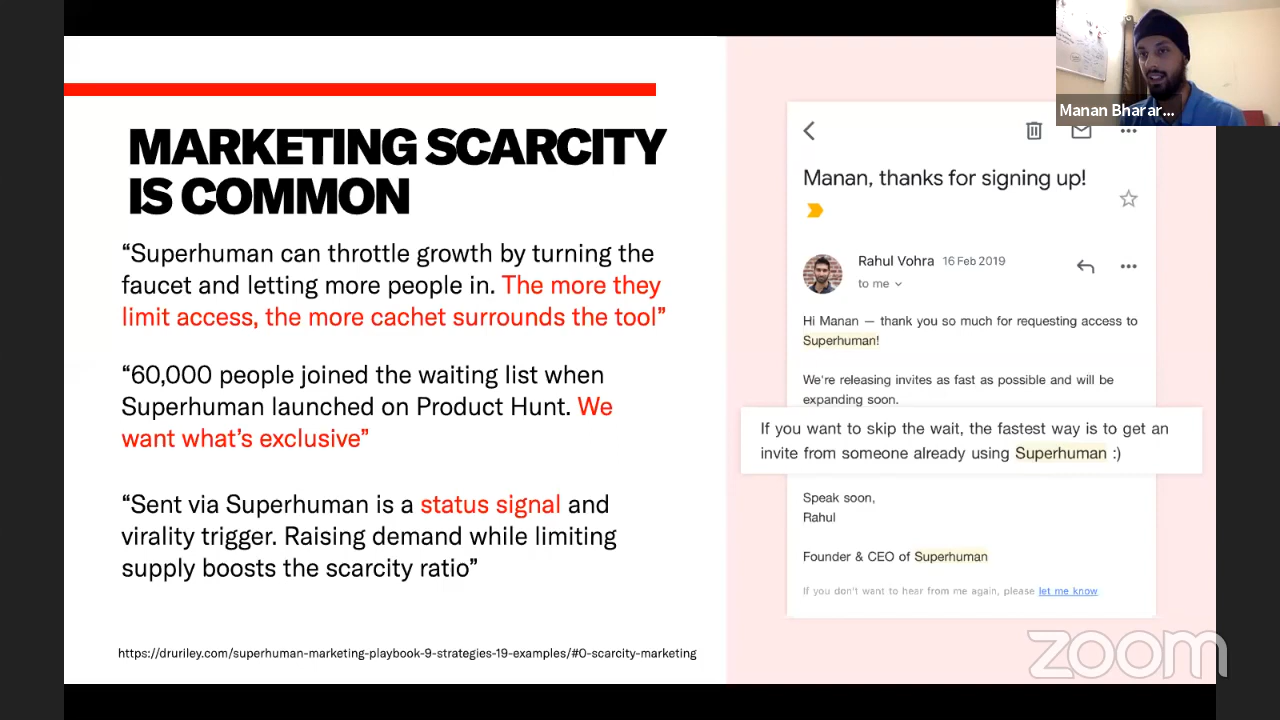 MARKETING SCARCITY
IS COMMON
“Superhuman can throttle growth by turning the
faucet and letting more people in. The more they
limit access, the more cachet surrounds the tool”
“60,000 people joined the waiting list when
Superhuman launched on Product Hunt. We
want what’s exclusive”
“Sent via Superhuman is a status signal and
virality trigger. Raising demand while limiting
supply boosts the scarcity ratio”
https://druriley.com/superhuman-marketing-playbook-9-strategies-19-examples/#0-scarcity-marketing
Manan Bharar...
Manan, thanks for signing up!
Rahul Vohra 16 Feb 2019
to me
Hi Manan — thank you so much for requesting access to
Superhuman!
We're releasing invites as fast as possible and will be
expanding soon.
If you want to skip the wait, the fastest way is to get an
invite from someone already using Superhuman :)
Speak soon,
Rahul
Founder & CEO of Superhuman
If you don't want to hear from me again, please let me know
zoom